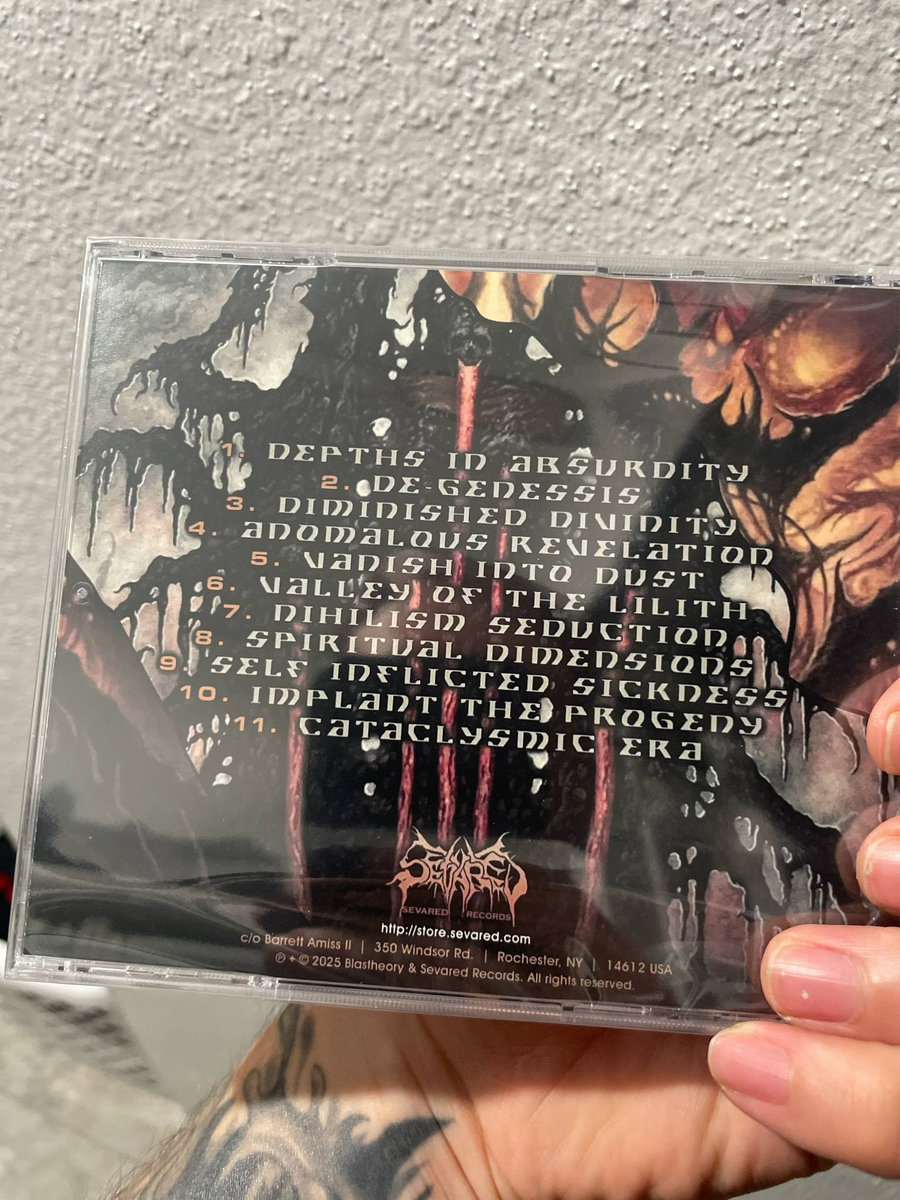 1. DEPTHS IN ABSURDITY
2. DE-GENESSIS
3. DIMINISHED DIVINITY
4. ANOMALOUS REVELATION
5. VANISH INTO DUST
6. VALLEY OF THE LILITH
7. NIHILISM SEDUCTION
8. SPIRITUAL DIMENSIONS
9. SELF INFLICTED SICKNESS
10. IMPLANT THE PROGENY
11. CATACLYSMIC ERA
SEVARED
SEVARED RECORDS
http://store.sevared.com
c/o Barrett Amiss II | 350 Windsor Rd. | Rochester, NY | 14612 USA
℗ + © 2025 Blastheory & Sevared Records. All rights reserved.